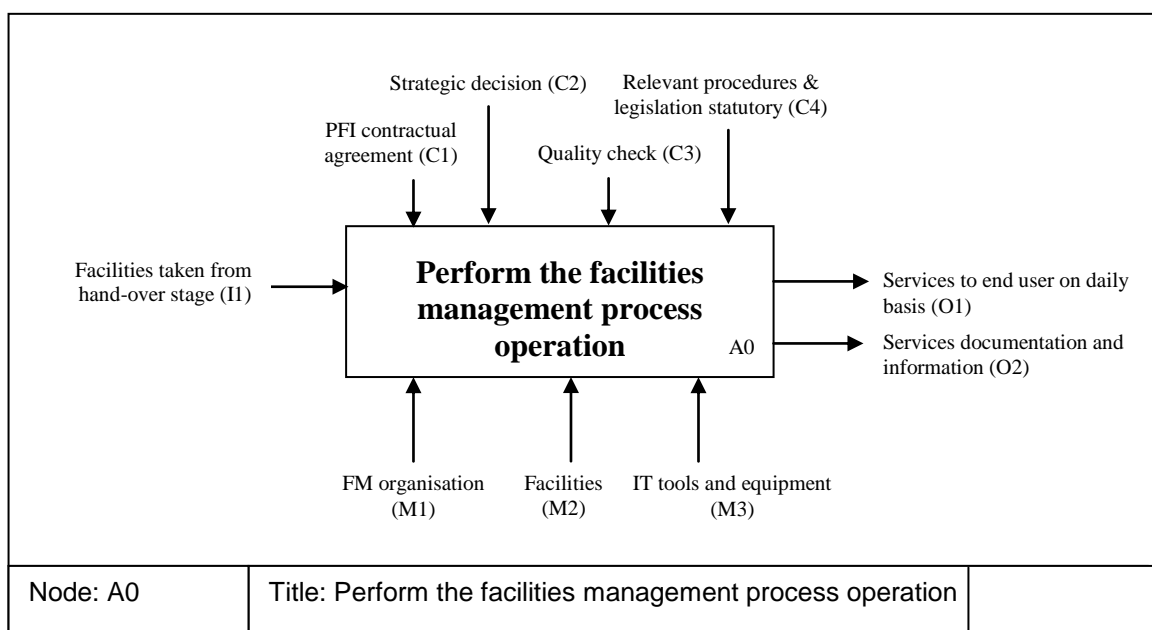 Strategic decision (C2)
Relevant procedures &
legislation statutory (C4)
PFI contractual
agreement (C1)
Quality check (C3)
Facilities taken from
hand-over stage (I1)
Perform the facilities
management process
operation
A0
Services to end user on daily
basis (O1)
Services documentation and
information (O2)
FM organisation
(M1)
Facilities
(M2)
IT tools and equipment
(M3)
Node: A0
Title: Perform the facilities management process operation